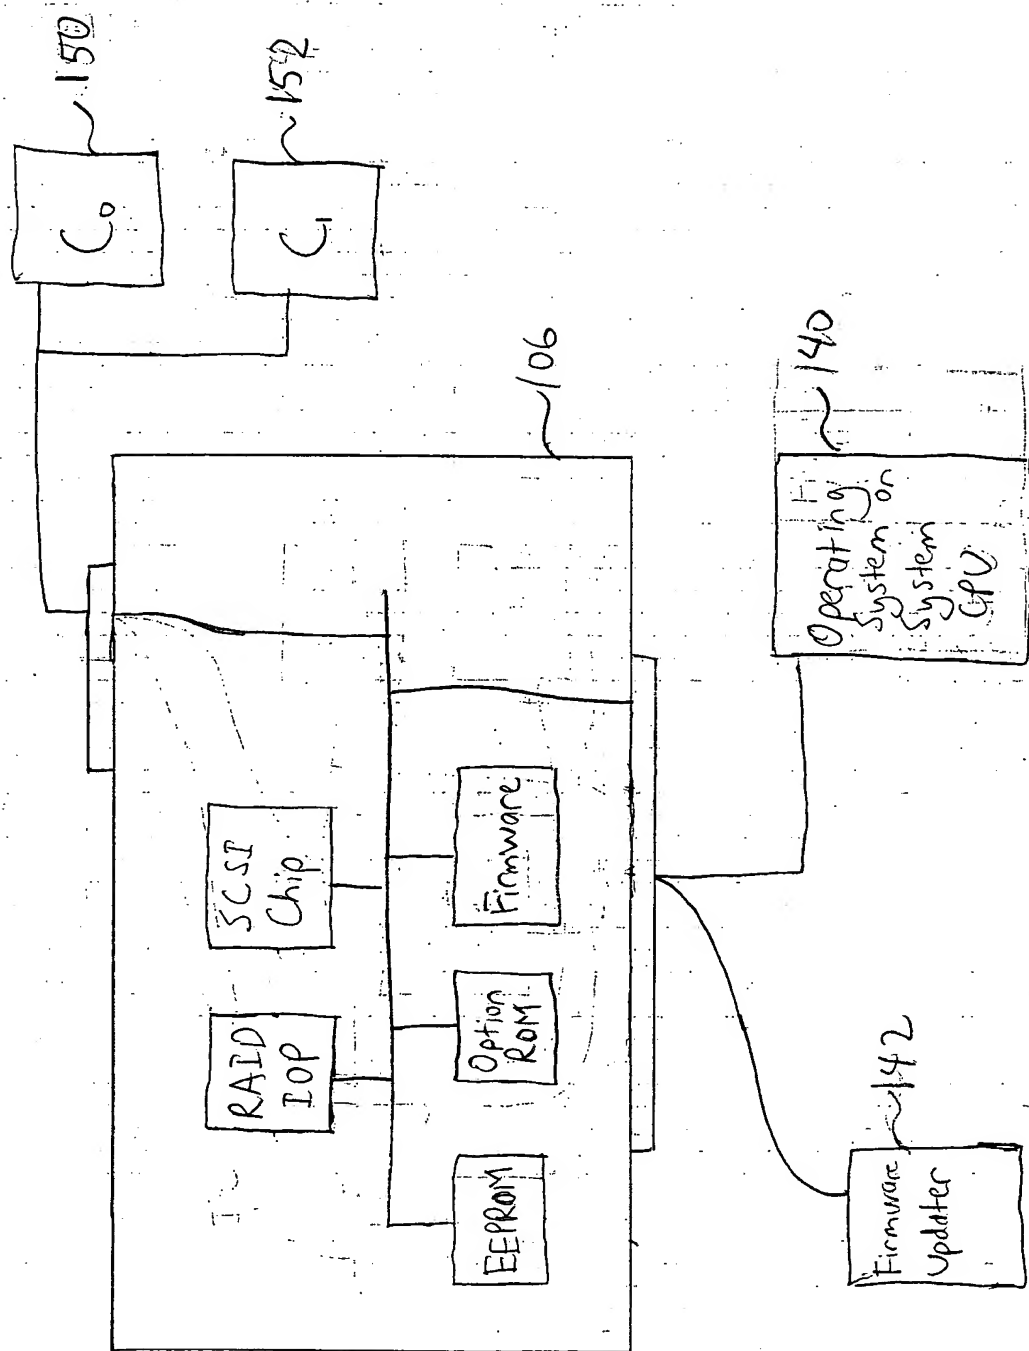 C0
150
C1
152
106
SCSI
Chip
RAID
IOP
Firmware
Option
ROM
EEPROM
Operating
System on
System
CPU
140
Firmware
Updater
142